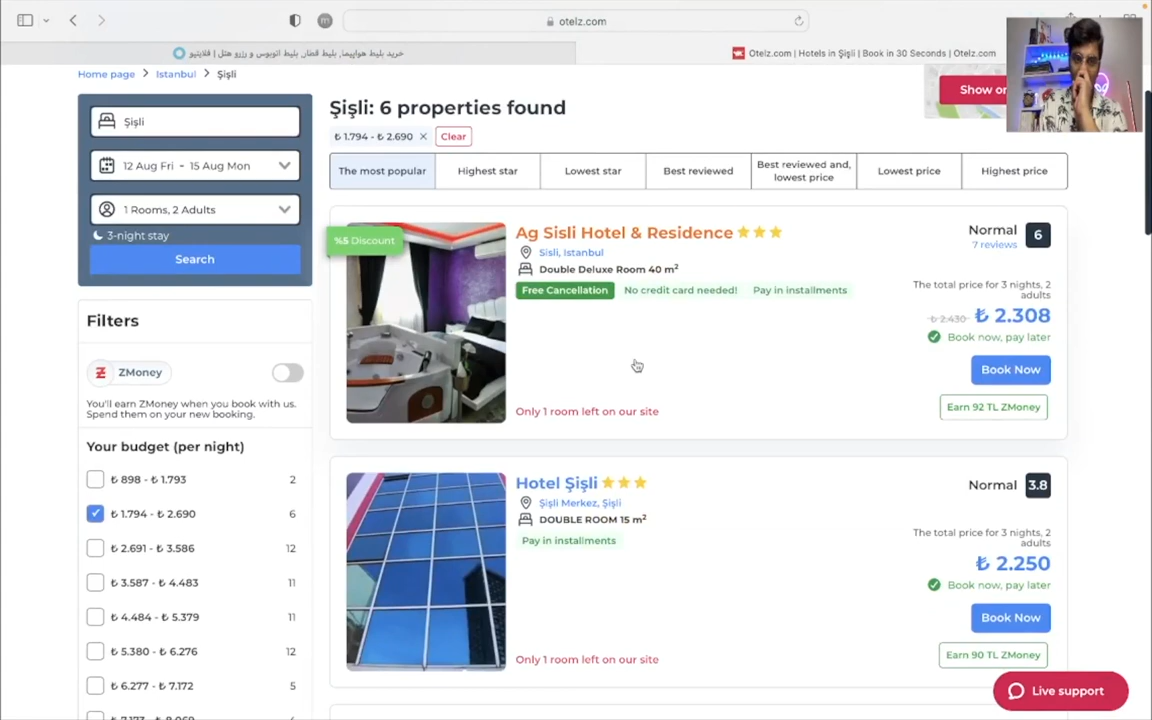 otelz.com
خرید بلیط هواپیما, بلیط قطار, بلیط اتوبوس و رزرو هتل | فلایتیو
Otelz.com | Hotels in Şişli | Book in 30 Seconds | Otelz.com
Home page > Istanbul > Şişli
Şişli
12 Aug Fri - 15 Aug Mon
1 Rooms, 2 Adults
3-night stay
Search
Filters
ZMoney
You'll earn ZMoney when you book with us.
Spend them on your new booking.
Your budget (per night)
₺ 898 - ₺ 1.793 2
₺ 1.794 - ₺ 2.690 6
₺ 2.691 - ₺ 3.586 12
₺ 3.587 - ₺ 4.483 11
₺ 4.484 - ₺ 5.379 11
₺ 5.380 - ₺ 6.276 12
₺ 6.277 - ₺ 7.172 5
Şişli: 6 properties found
Show on
₺ 1.794 - ₺ 2.690 × Clear
The most popular
Highest star
Lowest star
Best reviewed
Best reviewed and,
lowest price
Lowest price
Highest price
%5 Discount
Ag Sisli Hotel & Residence
Sisli, Istanbul
Double Deluxe Room 40 m²
Free Cancellation No credit card needed! Pay in installments
Only 1 room left on our site
Normal 6
7 reviews
The total price for 3 nights, 2
adults
₺ 2.430 ₺ 2.308
Book now, pay later
Book Now
Earn 92 TL ZMoney
Hotel Şişli
Şişli Merkez, Şişli
DOUBLE ROOM 15 m²
Pay in installments
Only 1 room left on our site
Normal 3.8
The total price for 3 nights, 2
adults
₺ 2.250
Book now, pay later
Book Now
Earn 90 TL ZMoney
Live support